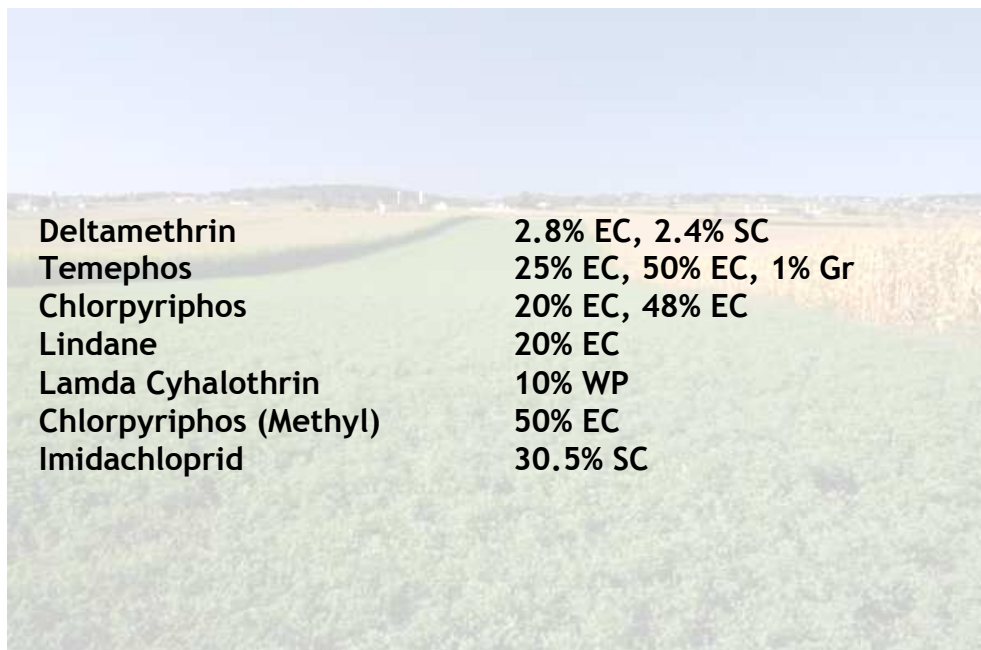 Deltamethrin 2.8% EC, 2.4% SC
Temephos 25% EC, 50% EC, 1% Gr
Chlorpyriphos 20% EC, 48% EC
Lindane 20% EC
Lamda Cyhalothrin 10% WP
Chlorpyriphos (Methyl) 50% EC
Imidachloprid 30.5% SC